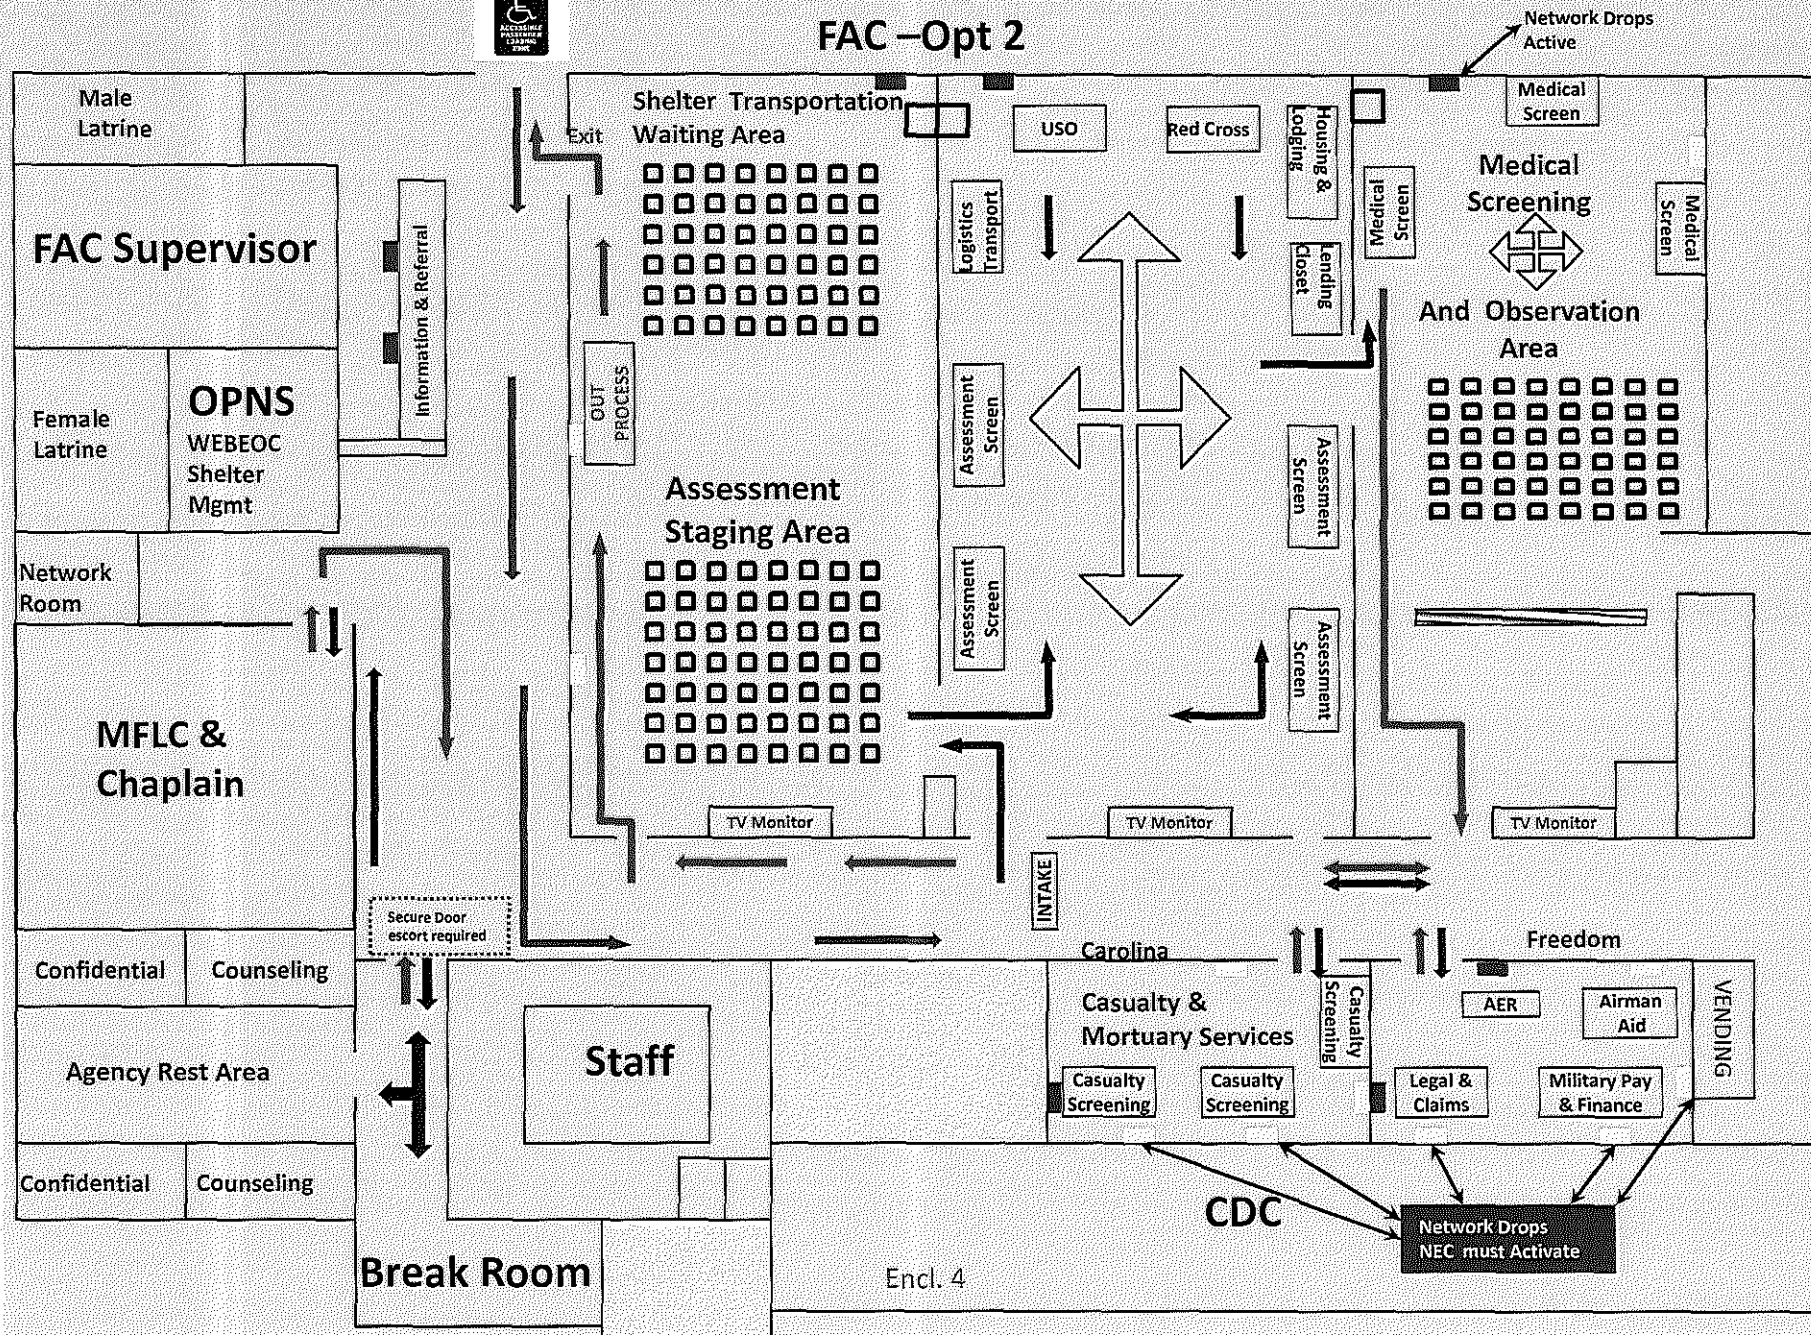 ACCESSIBLE
PASSENGER
LOADING
ZONE
FAC –Opt 2
Network Drops
Active
Male
Latrine
Exit
Shelter Transportation
Waiting Area
USO
Red Cross
Housing &
Lodging
Medical
Screen
Medical
Screening
Medical
Screen
Medical
Screen
FAC Supervisor
Information & Referral
Logistics
Transport
Lending
Closet
And Observation
Area
OUT
PROCESS
Female
Latrine
OPNS
WEBEOC
Shelter
Mgmt
Assessment
Screen
Assessment
Screen
Assessment
Staging Area
Network
Room
Assessment
Screen
Assessment
Screen
MFLC &
Chaplain
TV Monitor
TV Monitor
TV Monitor
INTAKE
Secure Door
escort required
Carolina
Freedom
Confidential
Counseling
Casualty &
Mortuary Services
Casualty
Screening
AER
Airman
Aid
VENDING
Agency Rest Area
Staff
Casualty
Screening
Casualty
Screening
Legal &
Claims
Military Pay
& Finance
Confidential
Counseling
CDC
Network Drops
NEC must Activate
Break Room
Encl. 4